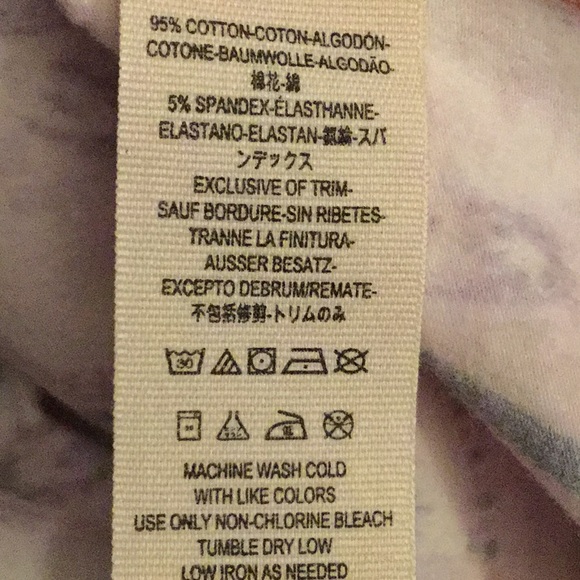 95% COTTON-COTON-ALGODÓN-
COTONE-BAUMWOLLE-ALGODÃO-
棉花-綿
5% SPANDEX-ÉLASTHANNE-
ELASTANO-ELASTAN-氨綸-スパ
ンデックス
EXCLUSIVE OF TRIM-
SAUF BORDURE-SIN RIBETES-
TRANNE LA FINITURA-
AUSSER BESATZ-
EXCEPTO DEBRUM/REMATE-
不包括修剪-トリムのみ
30
MACHINE WASH COLD
WITH LIKE COLORS
USE ONLY NON-CHLORINE BLEACH
TUMBLE DRY LOW
LOW IRON AS NEEDED